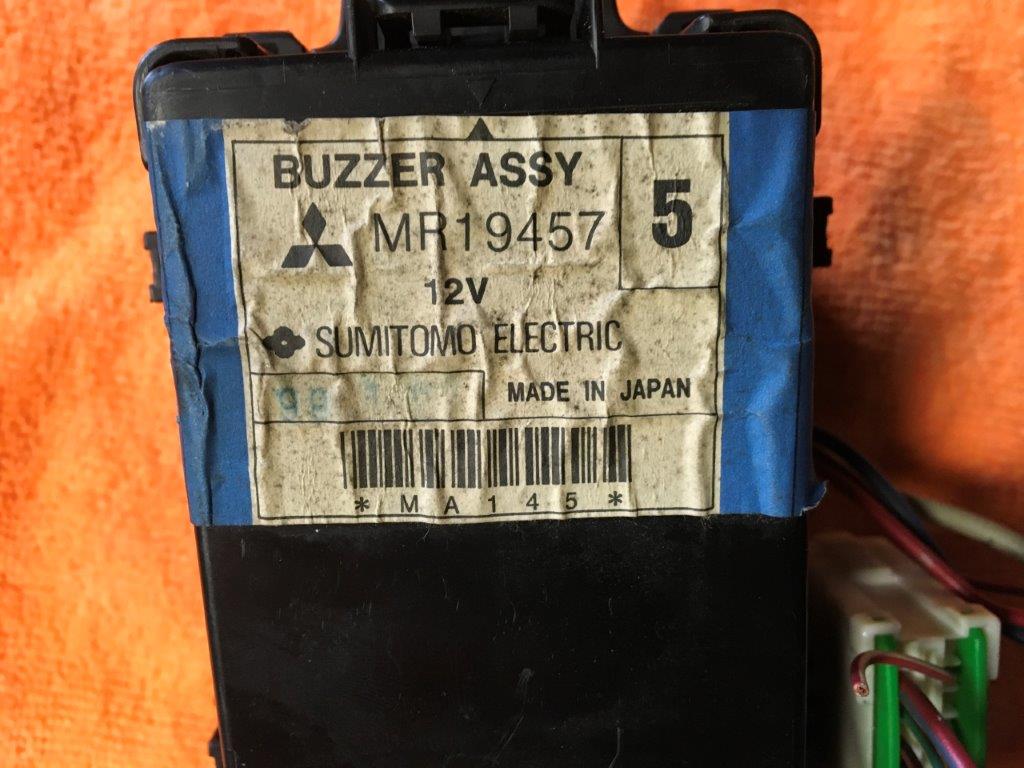 BUZZER ASSY
5
MR19457
12V
SUMITOMO ELECTRIC
MADE IN JAPAN
*MA145*